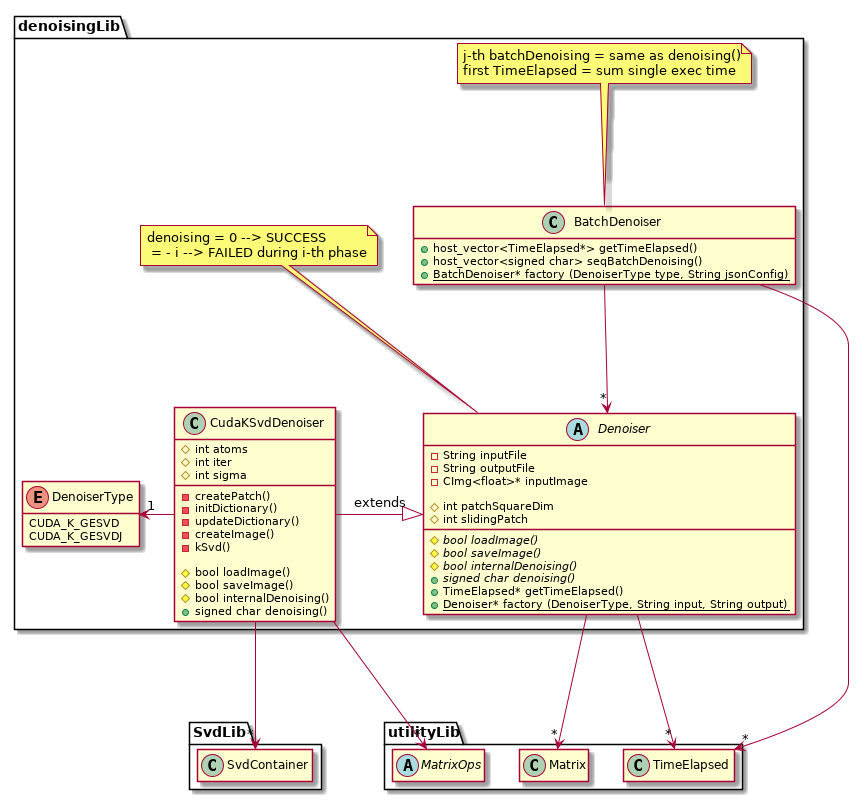 denoisingLib
j-th batchDenoising = same as denoising()
first TimeElapsed = sum single exec time
BatchDenoiser
host_vector<TimeElapsed*> getTimeElapsed()
host_vector<signed char> seqBatchDenoising()
BatchDenoiser* factory (DenoiserType type, String jsonConfig)
denoising = 0 --> SUCCESS
= - i --> FAILED during i-th phase
*
CudaKSvdDenoiser
int atoms
int iter
int sigma
createPatch()
initDictionary()
updateDictionary()
createImage()
kSvd()
bool loadImage()
bool saveImage()
bool internalDenoising()
signed char denoising()
Denoiser
String inputFile
String outputFile
CImg<float>* inputImage
int patchSquareDim
int slidingPatch
bool loadImage()
bool saveImage()
bool internalDenoising()
signed char denoising()
TimeElapsed* getTimeElapsed()
Denoiser* factory (DenoiserType, String input, String output)
DenoiserType
CUDA_K_GESVD
CUDA_K_GESVDJ
1
extends
SvdLib
*
SvdContainer
utilityLib
*
MatrixOps
*
Matrix
*
*
TimeElapsed